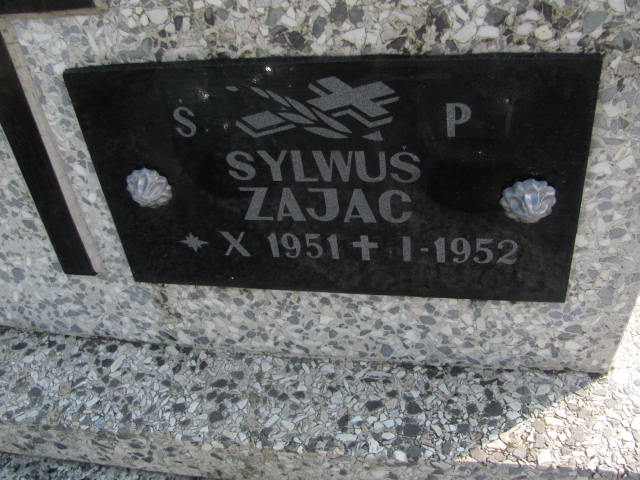 Ś P
SYLWUŚ
ZAJAC
* X 1951 ✝ I-1952